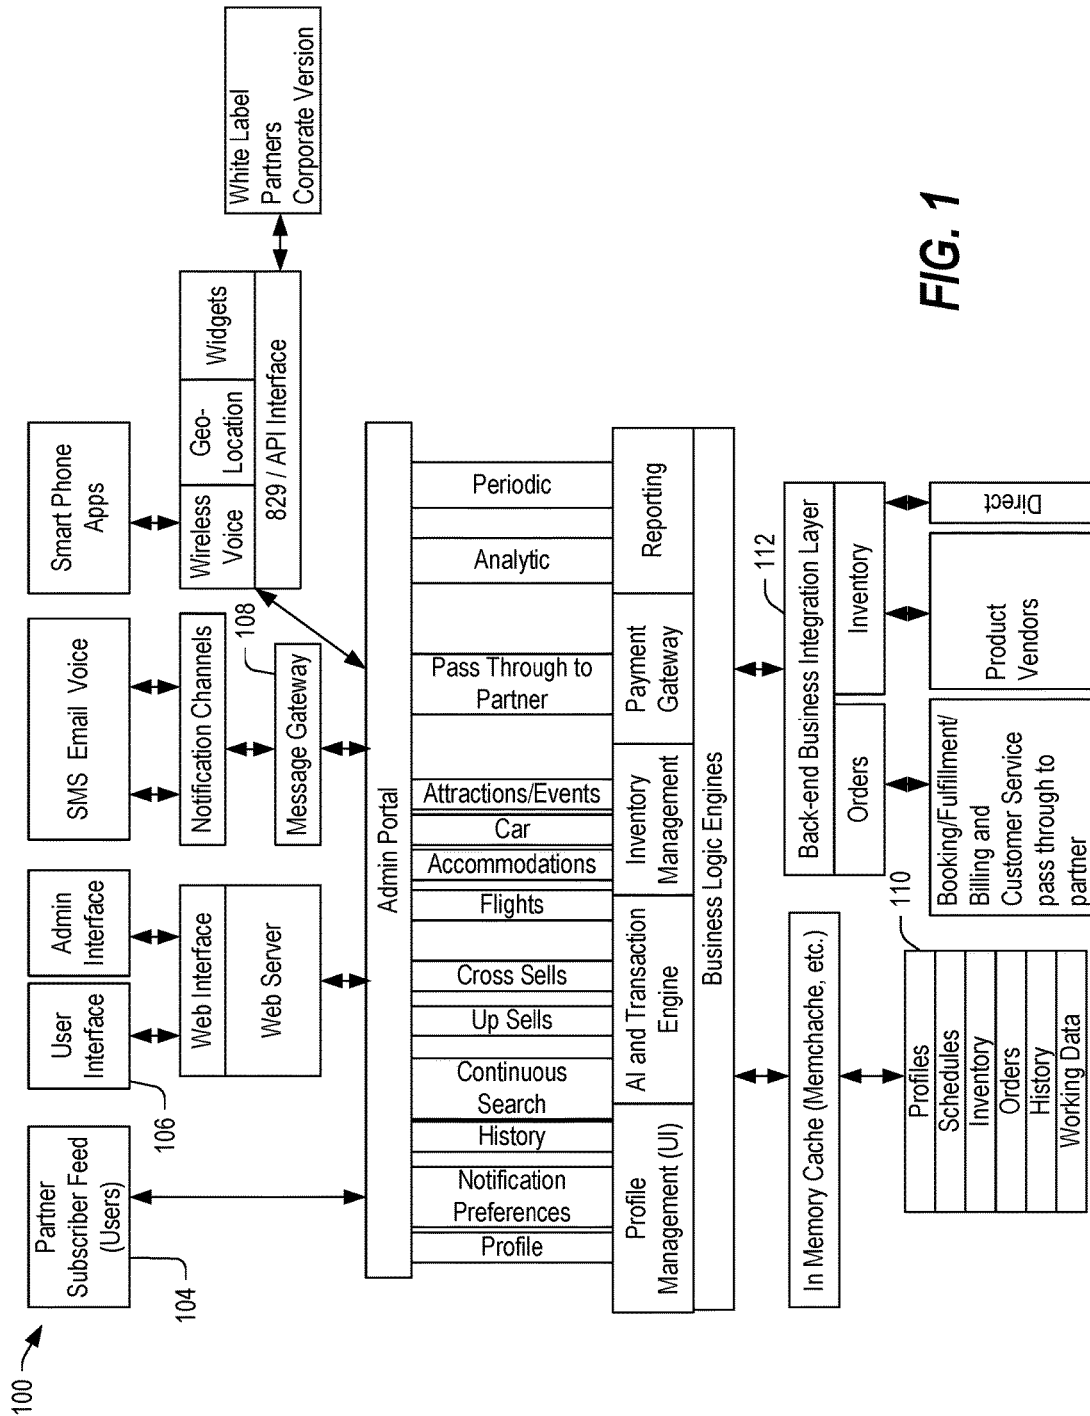 100
Partner
Subscriber Feed
(Users)
104
User
Interface
106
Admin
Interface
Web Interface
Web Server
SMS Email Voice
Notification Channels
Message Gateway
108
Smart Phone
Apps
Wireless
Voice
Geo-
Location
Widgets
829 / API Interface
White Label
Partners
Corporate Version
Admin Portal
Profile
Notification
Preferences
History
Continuous
Search
Up Sells
Cross Sells
Flights
Accommodations
Car
Attractions/Events
Pass Through to
Partner
Analytic
Periodic
Profile
Management (UI)
AI and Transaction
Engine
Inventory
Management
Payment
Gateway
Reporting
Business Logic Engines
In Memory Cache (Memchache, etc.)
Profiles
Schedules
Inventory
Orders
History
Working Data
110
Back-end Business Integration Layer
112
Orders
Inventory
Booking/Fulfillment/
Billing and
Customer Service
pass through to
partner
Product
Vendors
Direct
FIG. 1